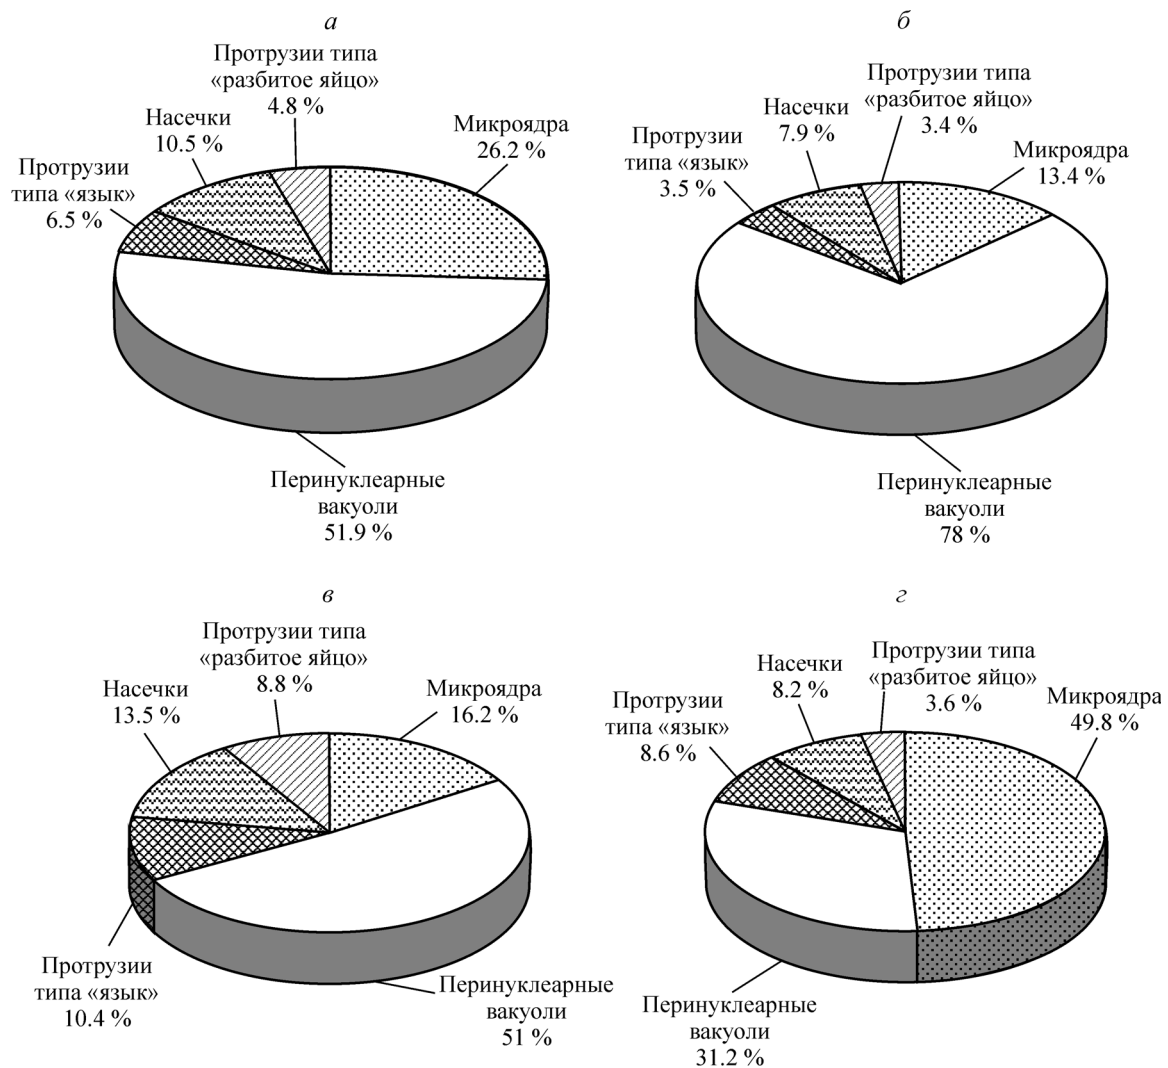 а
Протрузии типа
«разбитое яйцо»
4.8 %
Насечки
10.5 %
Протрузии
типа «язык»
6.5 %
Микроядра
26.2 %
Перинуклеарные
вакуоли
51.9 %
б
Протрузии типа
«разбитое яйцо»
3.4 %
Насечки
7.9 %
Протрузии
типа «язык»
3.5 %
Микроядра
13.4 %
Перинуклеарные
вакуоли
78 %
в
Протрузии типа
«разбитое яйцо»
8.8 %
Насечки
13.5 %
Микроядра
16.2 %
Протрузии
типа «язык»
10.4 %
Перинуклеарные
вакуоли
51 %
г
Протрузии типа
«разбитое яйцо»
3.6 %
Насечки
8.2 %
Протрузии
типа «язык»
8.6 %
Микроядра
49.8 %
Перинуклеарные
вакуоли
31.2 %